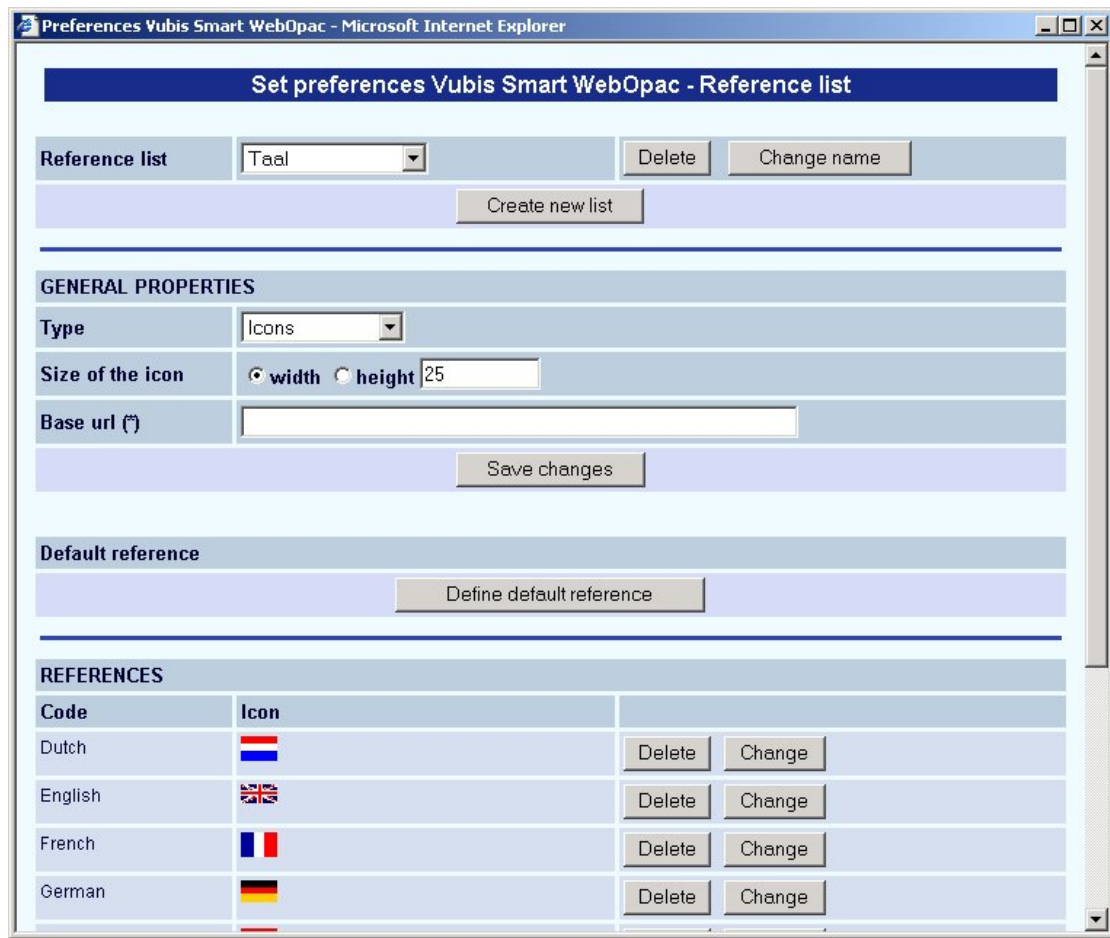 Preferences Vubis Smart WebOpac - Microsoft Internet Explorer
Set preferences Vubis Smart WebOpac - Reference list
Reference list Taal Delete Change name
Create new list
GENERAL PROPERTIES
Type Icons
Size of the icon width height 25
Base url (*)
Save changes
Default reference
Define default reference
REFERENCES
Code Icon
Dutch Delete Change
English Delete Change
French Delete Change
German Delete Change